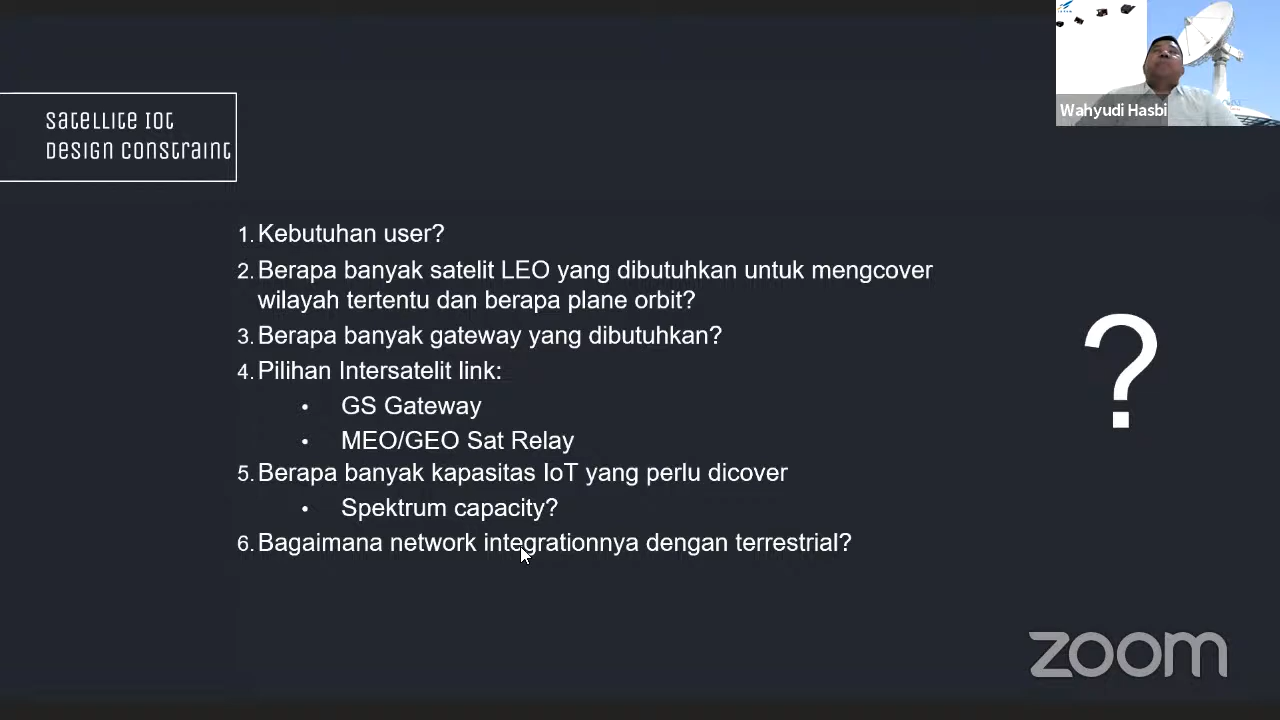 Wahyudi Hasbi
Satellite IoT
Design Constraint
1. Kebutuhan user?
2. Berapa banyak satelit LEO yang dibutuhkan untuk mengcover
wilayah tertentu dan berapa plane orbit?
3. Berapa banyak gateway yang dibutuhkan?
4. Pilihan Intersatelit link:
• GS Gateway
• MEO/GEO Sat Relay
5. Berapa banyak kapasitas IoT yang perlu dicover
• Spektrum capacity?
6. Bagaimana network integrationnya dengan terrestrial?
?
zoom